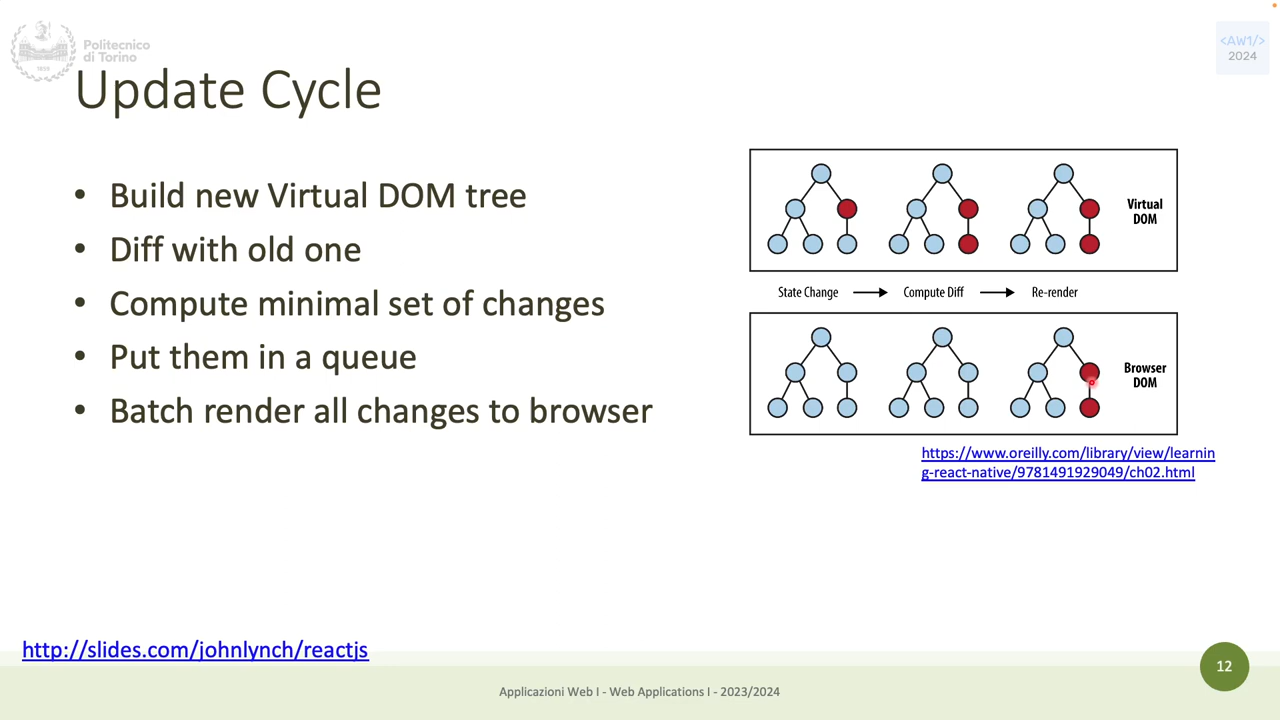 Politecnico
di Torino
1859
<AW1/>
2024
Update Cycle
• Build new Virtual DOM tree
• Diff with old one
• Compute minimal set of changes
• Put them in a queue
• Batch render all changes to browser
Virtual
DOM
State Change
Compute Diff
Re-render
Browser
DOM
https://www.oreilly.com/library/view/learnin
g-react-native/9781491929049/ch02.html
http://slides.com/johnlynch/reactjs
12
Applicazioni Web I - Web Applications I - 2023/2024